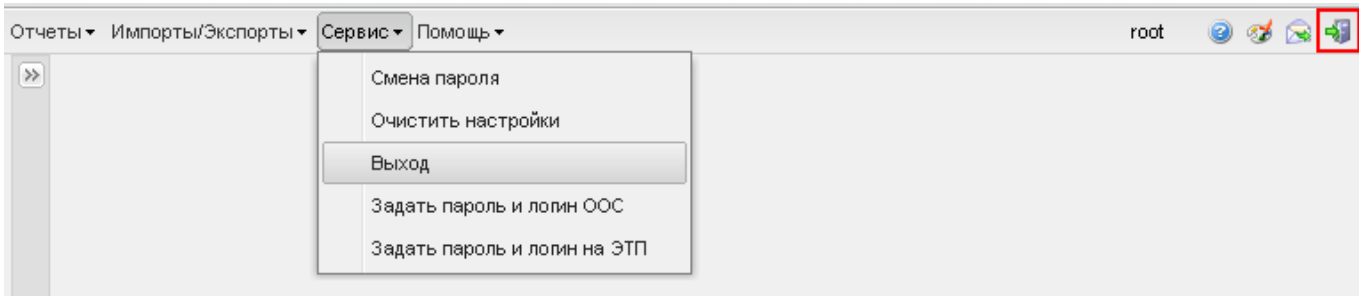 Отчеты Импорты/Экспорты Сервис Помощь root
Смена пароля
Очистить настройки
Выход
Задать пароль и логин ООС
Задать пароль и логин на ЭТП